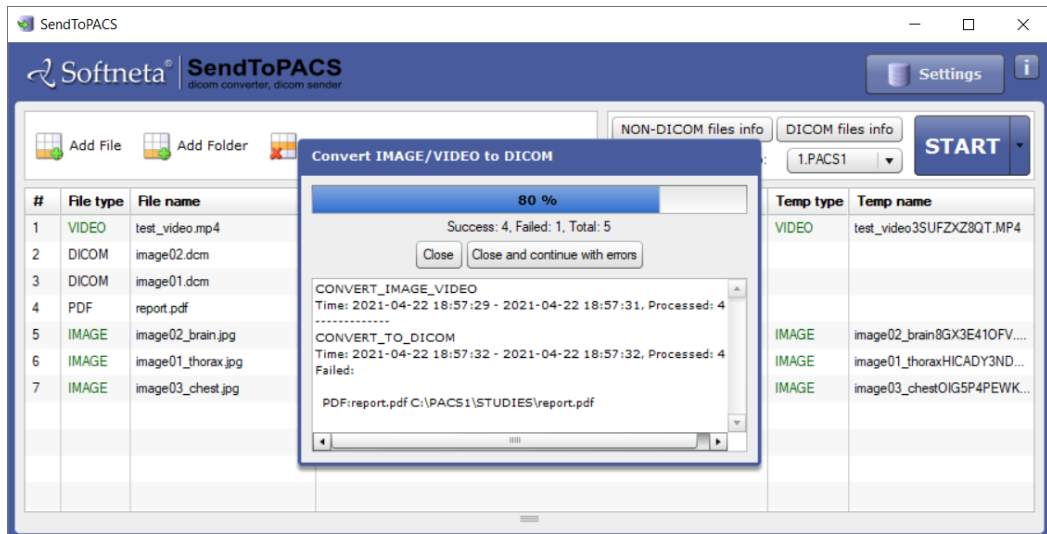 SendToPACS
Softneta® SendToPACS
dicom converter, dicom sender
Settings
i
Add File
Add Folder
NON-DICOM files info
DICOM files info
1.PACS1
START
# File type File name Temp type Temp name
1 VIDEO test_video.mp4 VIDEO test_video3SUFZXZ8QT.MP4
2 DICOM image02.dcm
3 DICOM image01.dcm
4 PDF report.pdf
5 IMAGE image02_brain.jpg IMAGE image02_brain8GX3E41OFV....
6 IMAGE image01_thorax.jpg IMAGE image01_thoraxHICADY3ND...
7 IMAGE image03_chest.jpg IMAGE image03_chestOIG5P4PEWK...
Convert IMAGE/VIDEO to DICOM
80 %
Success: 4, Failed: 1, Total: 5
Close
Close and continue with errors
CONVERT_IMAGE_VIDEO
Time: 2021-04-22 18:57:29 - 2021-04-22 18:57:31, Processed: 4
-------------
CONVERT_TO_DICOM
Time: 2021-04-22 18:57:32 - 2021-04-22 18:57:32, Processed: 4
Failed:
PDF:report.pdf C:\PACS1\STUDIES\report.pdf